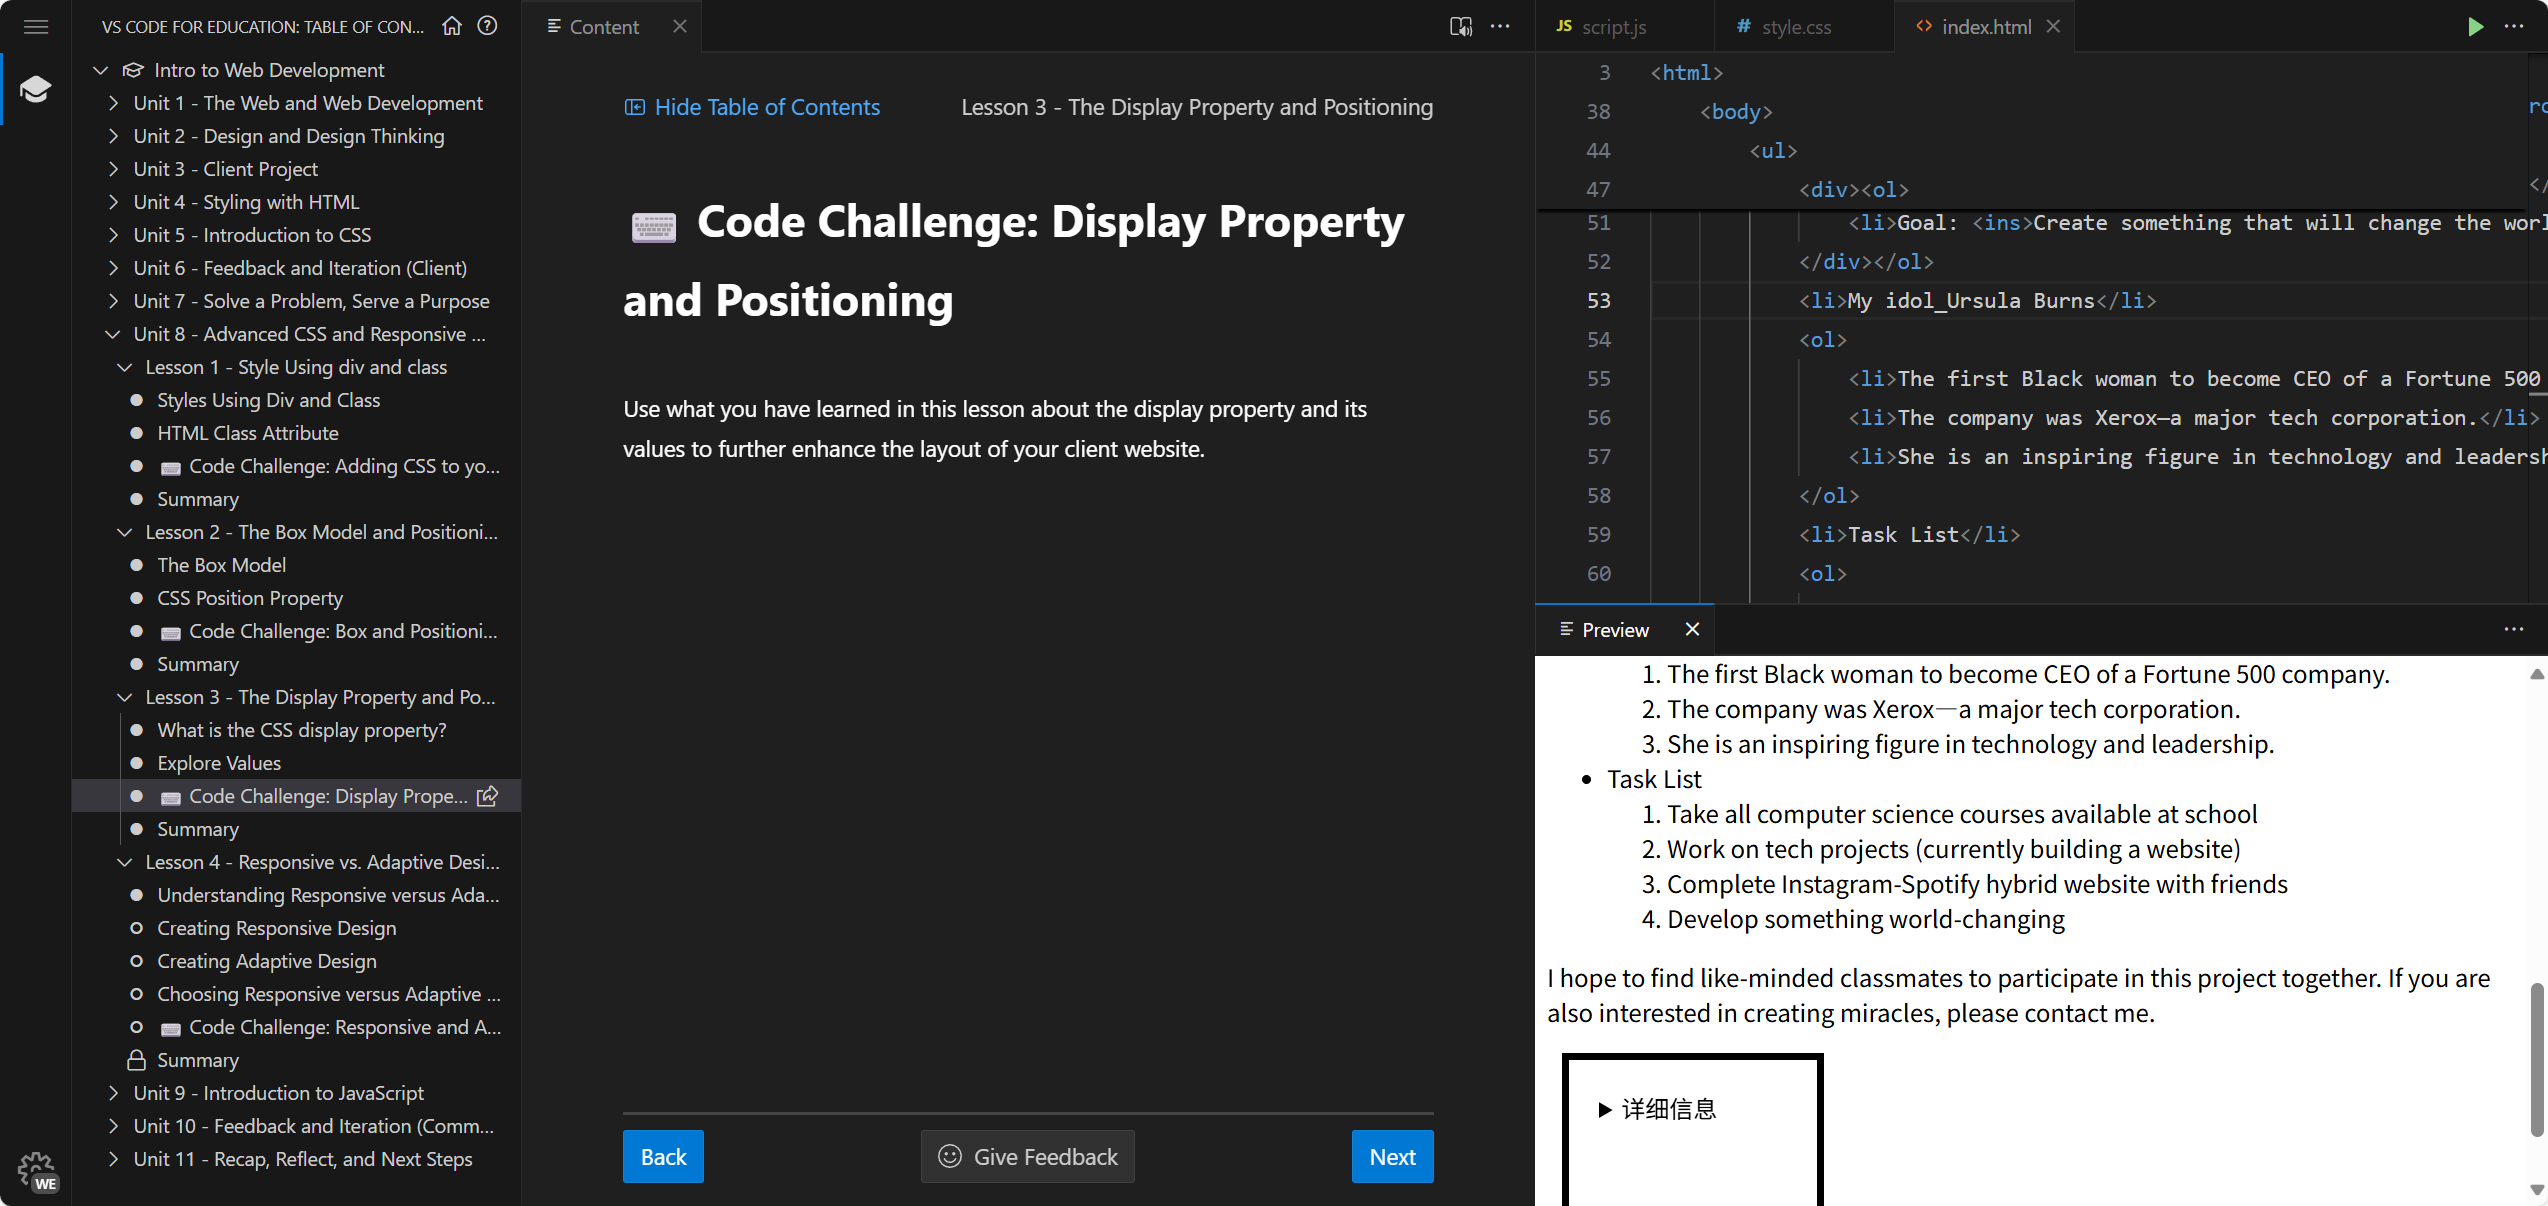 VS CODE FOR EDUCATION: TABLE OF CON...
Intro to Web Development
Unit 1 - The Web and Web Development
Unit 2 - Design and Design Thinking
Unit 3 - Client Project
Unit 4 - Styling with HTML
Unit 5 - Introduction to CSS
Unit 6 - Feedback and Iteration (Client)
Unit 7 - Solve a Problem, Serve a Purpose
Unit 8 - Advanced CSS and Responsive ...
Lesson 1 - Style Using div and class
Styles Using Div and Class
HTML Class Attribute
Code Challenge: Adding CSS to yo...
Summary
Lesson 2 - The Box Model and Positioni...
The Box Model
CSS Position Property
Code Challenge: Box and Positioni...
Summary
Lesson 3 - The Display Property and Po...
What is the CSS display property?
Explore Values
Code Challenge: Display Prope...
Summary
Lesson 4 - Responsive vs. Adaptive Desi...
Understanding Responsive versus Ada...
Creating Responsive Design
Creating Adaptive Design
Choosing Responsive versus Adaptive ...
Code Challenge: Responsive and A...
Summary
Unit 9 - Introduction to JavaScript
Unit 10 - Feedback and Iteration (Comm...
Unit 11 - Recap, Reflect, and Next Steps
WE
Content
Hide Table of Contents
Lesson 3 - The Display Property and Positioning
Code Challenge: Display Property
and Positioning
Use what you have learned in this lesson about the display property and its
values to further enhance the layout of your client website.
Back
Give Feedback
Next
JS script.js
# style.css
<> index.html
3 <html>
38 <body>
44 <ul>
47 <div><ol>
51 <li>Goal: <ins>Create something that will change the worl
52 </div></ol>
53 <li>My idol_Ursula Burns</li>
54 <ol>
55 <li>The first Black woman to become CEO of a Fortune 500
56 <li>The company was Xerox—a major tech corporation.</li>
57 <li>She is an inspiring figure in technology and leadersh
58 </ol>
59 <li>Task List</li>
60 <ol>
Preview
1. The first Black woman to become CEO of a Fortune 500 company.
2. The company was Xerox—a major tech corporation.
3. She is an inspiring figure in technology and leadership.
• Task List
1. Take all computer science courses available at school
2. Work on tech projects (currently building a website)
3. Complete Instagram-Spotify hybrid website with friends
4. Develop something world-changing
I hope to find like-minded classmates to participate in this project together. If you are
also interested in creating miracles, please contact me.
▶ 详细信息